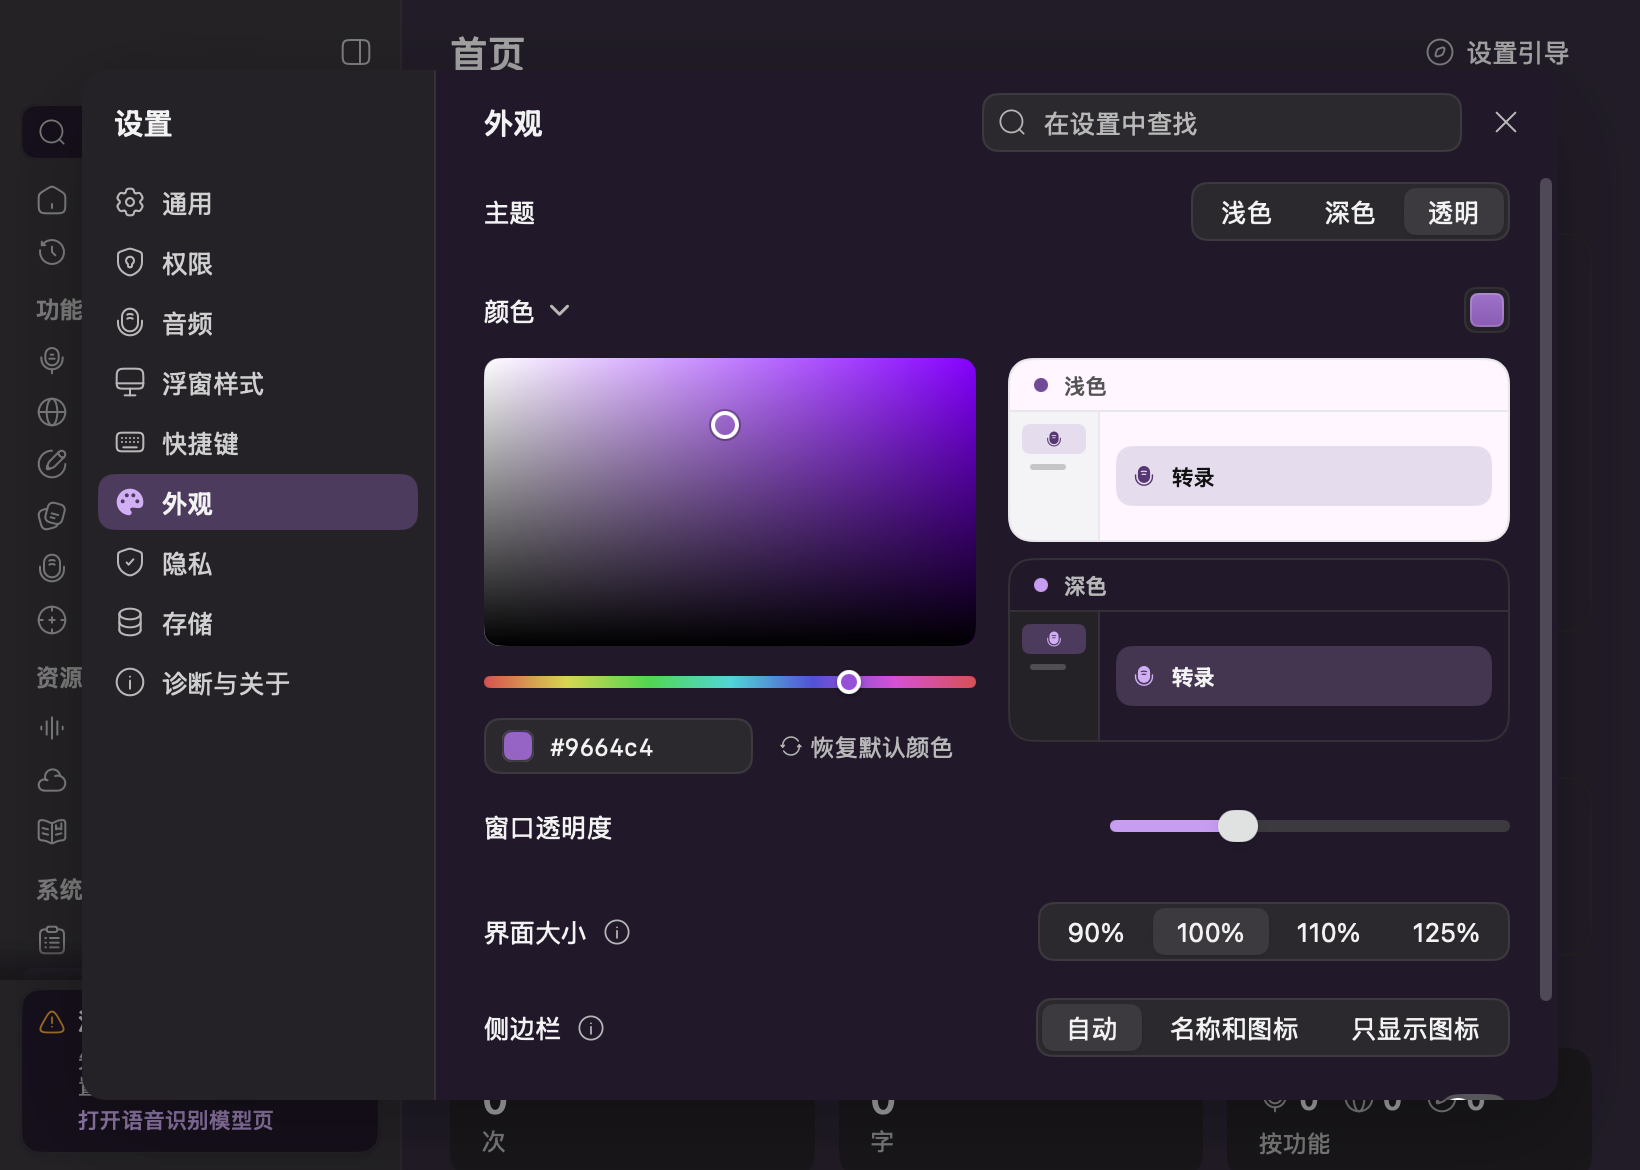 首页
设置引导
设置
外观
在设置中查找
通用
权限
音频
浮窗样式
快捷键
外观
隐私
存储
诊断与关于
功能
资源
系统
打开语音识别模型页
主题
浅色
深色
透明
颜色
浅色
转录
深色
转录
#9664c4
恢复默认颜色
窗口透明度
界面大小
90%
100%
110%
125%
侧边栏
自动
名称和图标
只显示图标
0
次
0
字
0
0
0
按功能